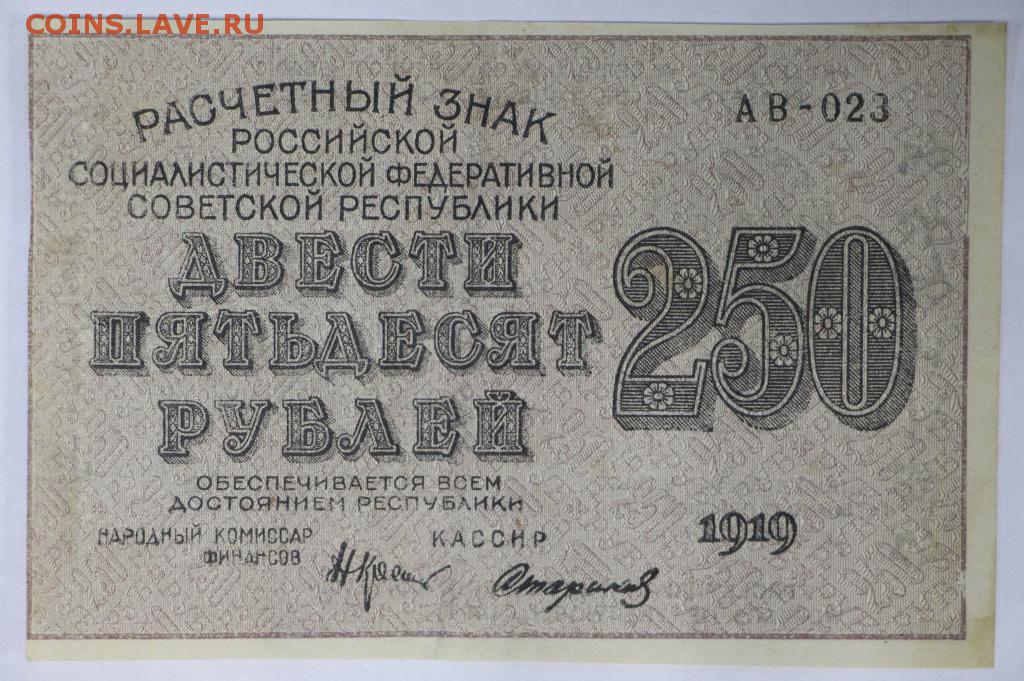 COINS.LAVE.RU
РАСЧЕТНЫЙ ЗНАК
РОССИЙСКОЙ
СОЦИАЛИСТИЧЕСКОЙ ФЕДЕРАТИВНОЙ
СОВЕТСКОЙ РЕСПУБЛИКИ
АВ-023
ДВЕСТИ
ПЯТЬДЕСЯТ
РУБЛЕЙ
250
ОБЕСПЕЧИВАЕТСЯ ВСЕМ
ДОСТОЯНИЕМ РЕСПУБЛИКИ
НАРОДНЫЙ КОМИССАР
ФИНАНСОВ
КАССИР
1919